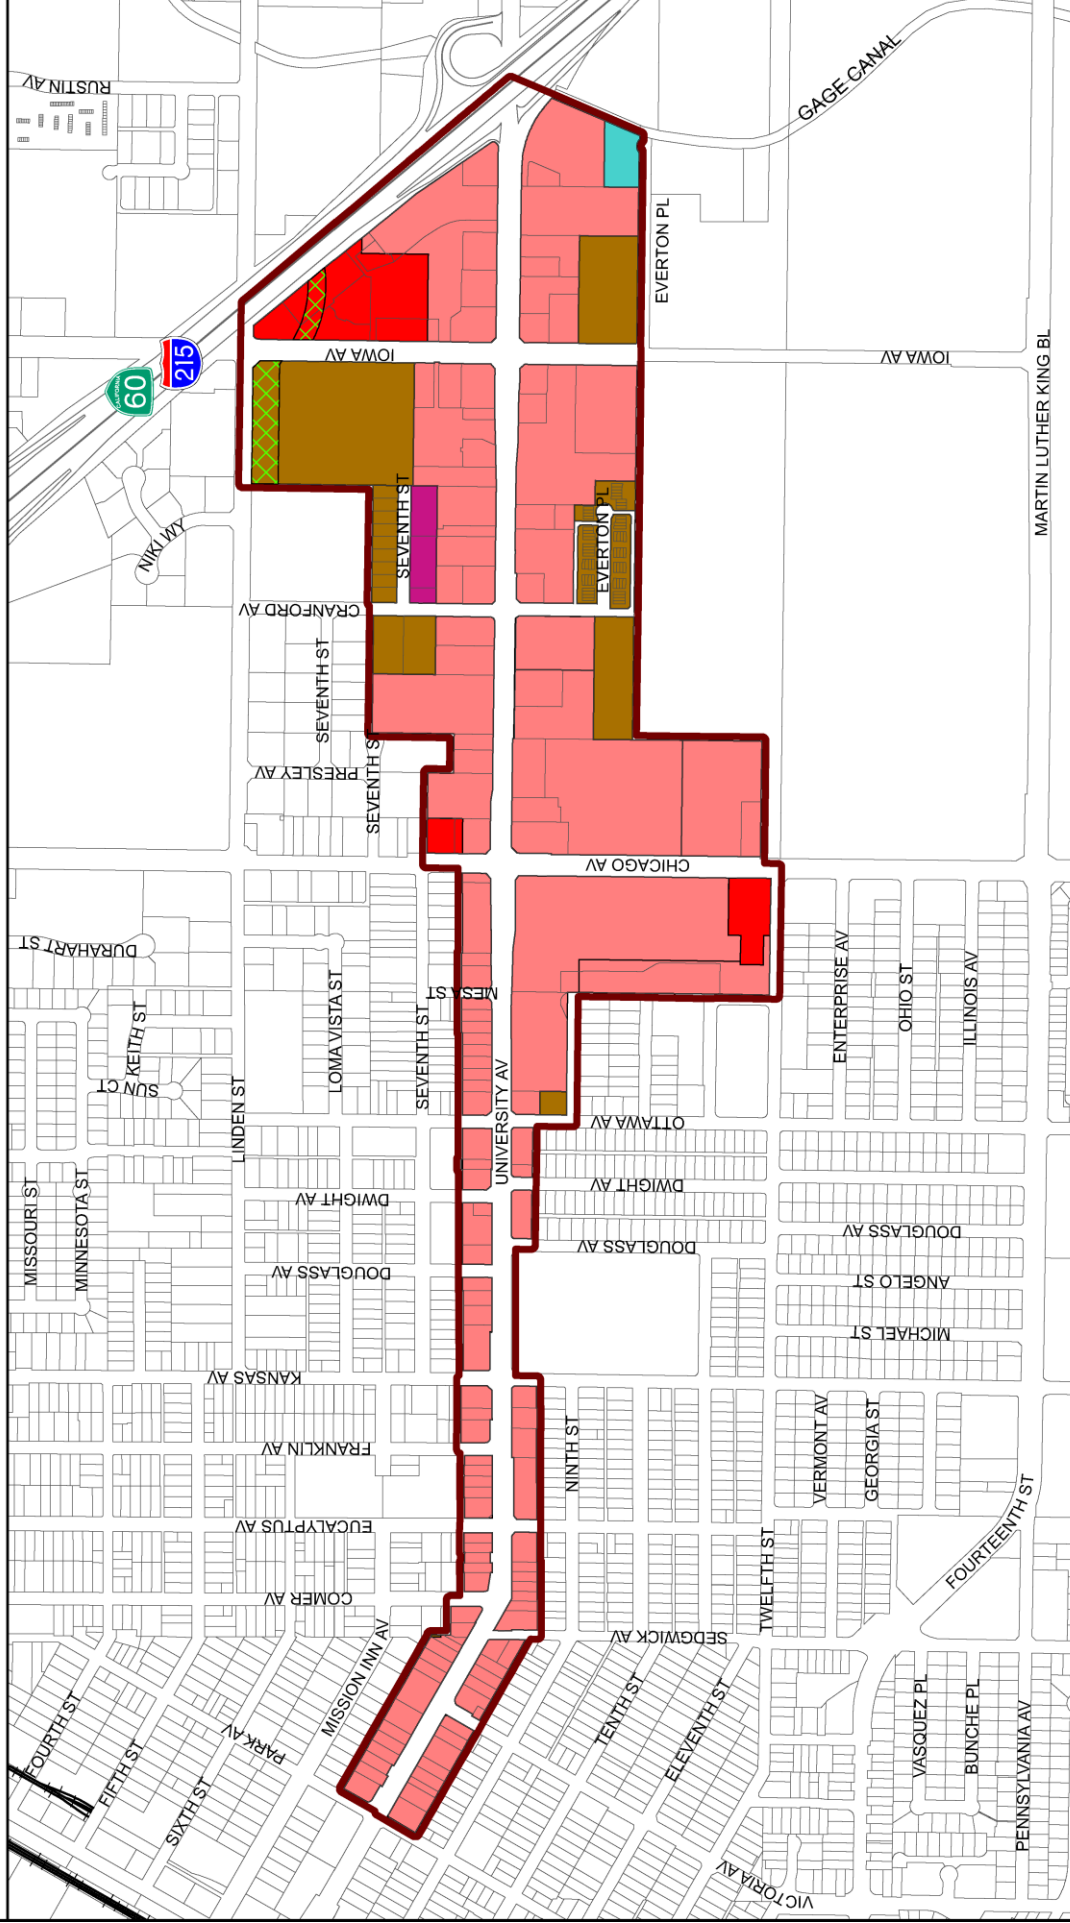 RUSTIN AV
GAGE CANAL
EVERTON PL
IOWA AV
IOWA AV
MARTIN LUTHER KING BL
215
CALIFORNIA
60
NIKI WY
SEVENTH ST
EVERTON PL
CRANFORD AV
SEVENTH ST
PRESLEY AV
SEVENTH S
CHICAGO AV
DURAHART ST
MESA ST
ENTERPRISE AV
OHIO ST
ILLINOIS AV
KEITH ST
LOMA VISTA ST
SEVENTH ST
SUN CT
LINDEN ST
UNIVERSITY AV
OTTAWA AV
MISSOURI ST
MINNESOTA ST
DWIGHT AV
DWIGHT AV
DOUGLASS AV
DOUGLASS AV
DOUGLASS AV
ANGELO ST
MICHAEL ST
KANSAS AV
FRANKLIN AV
NINTH ST
VERMONT AV
GEORGIA ST
EUCALYPTUS AV
FOURTEENTH ST
COMER AV
TWELFTH ST
SEDGWICK AV
MISSION INN AV
FOURTH ST
PARK AV
FIFTH ST
SIXTH ST
TENTH ST
ELEVENTH ST
VASQUEZ PL
BUNCHE PL
PENNSYLVANIA AV
VICTORIA AV